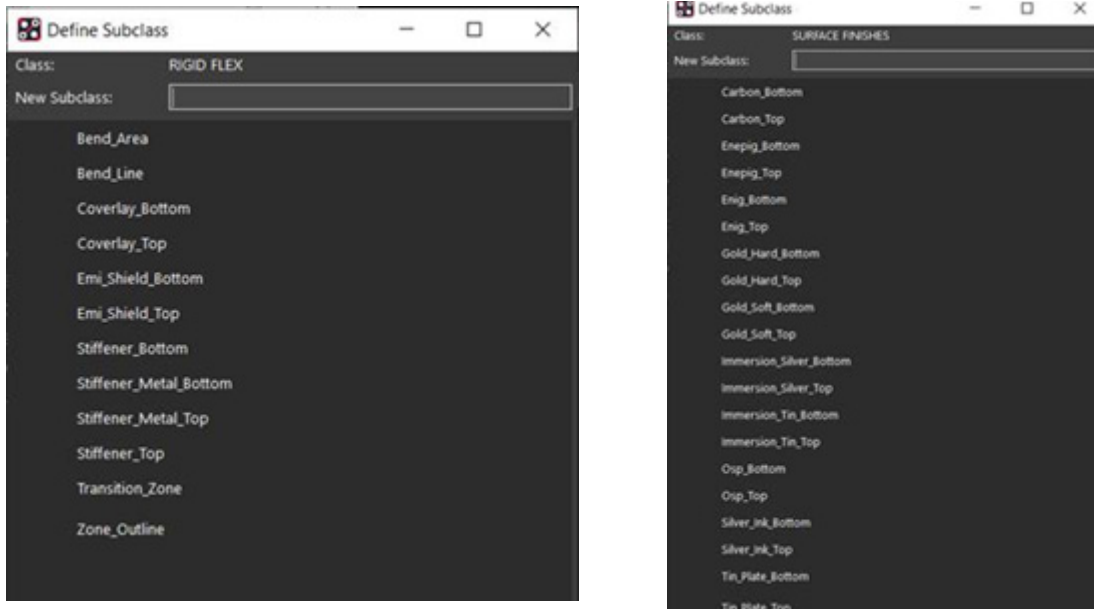 Define Subclass
Class: RIGID FLEX
New Subclass:
Bend_Area
Bend_Line
Coverlay_Bottom
Coverlay_Top
Emi_Shield_Bottom
Emi_Shield_Top
Stiffener_Bottom
Stiffener_Metal_Bottom
Stiffener_Metal_Top
Stiffener_Top
Transition_Zone
Zone_Outline
Define Subclass
Class: SURFACE FINISHES
New Subclass:
Carbon_Bottom
Carbon_Top
Enepig_Bottom
Enepig_Top
Enig_Bottom
Enig_Top
Gold_Hard_Bottom
Gold_Hard_Top
Gold_Soft_Bottom
Gold_Soft_Top
Immersion_Silver_Bottom
Immersion_Silver_Top
Immersion_Tin_Bottom
Immersion_Tin_Top
Osp_Bottom
Osp_Top
Silver_Ink_Bottom
Silver_Ink_Top
Tin_Plate_Bottom
Tin_Plate_Top